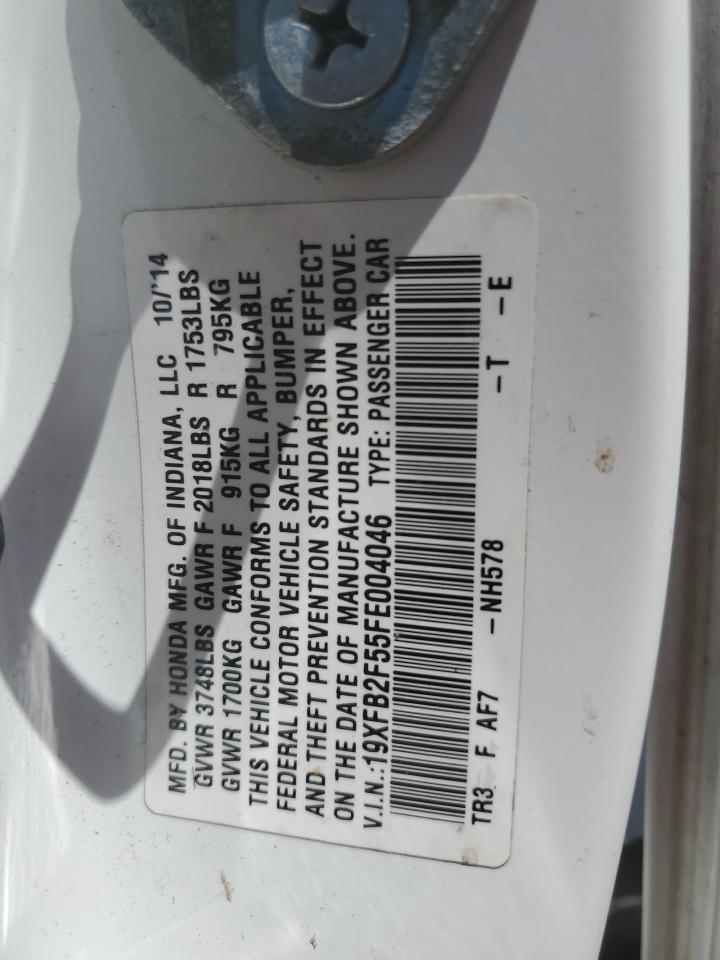 MFD. BY HONDA MFG. OF INDIANA, LLC 10/'14
GVWR 3748LBS GAWR F 2018LBS R 1753LBS
GVWR 1700KG GAWR F 915KG R 795KG
THIS VEHICLE CONFORMS TO ALL APPLICABLE
FEDERAL MOTOR VEHICLE SAFETY, BUMPER,
AND THEFT PREVENTION STANDARDS IN EFFECT
ON THE DATE OF MANUFACTURE SHOWN ABOVE.
V.I.N.:19XFB2F55FE004046 TYPE: PASSENGER CAR
TR3 F AF7 -NH578 -T -E